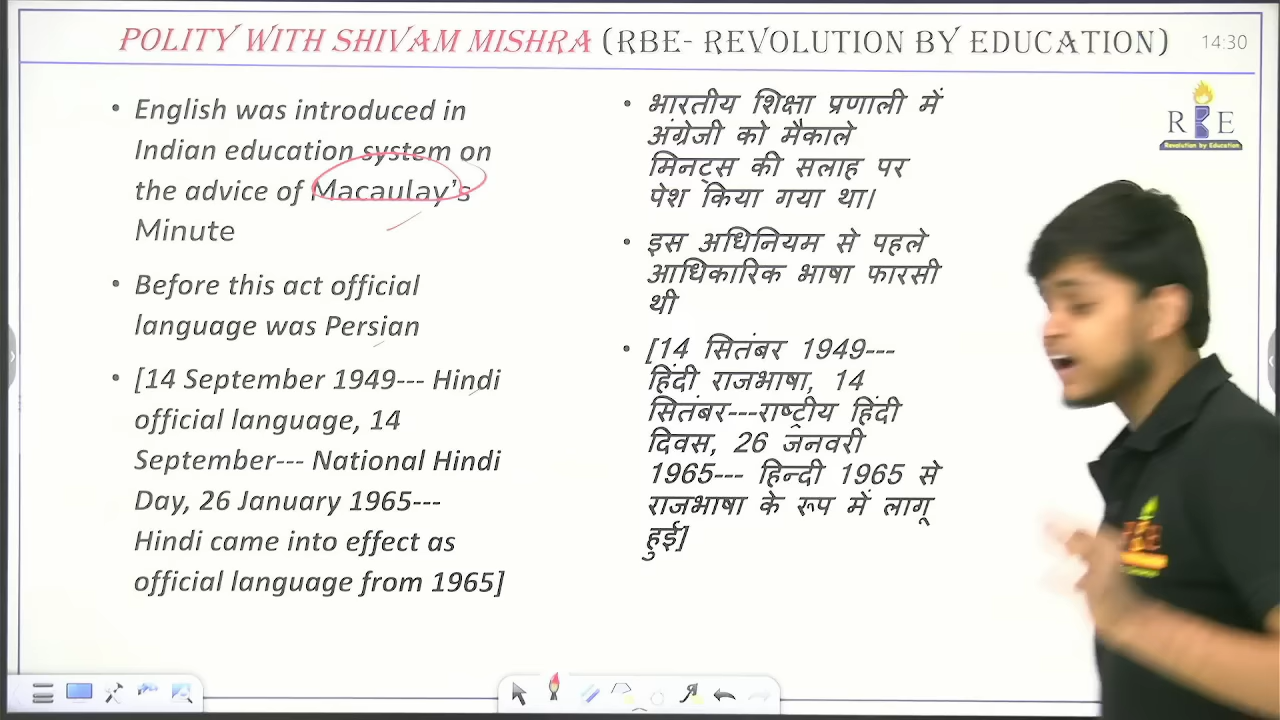 POLITY WITH SHIVAM MISHRA (RBE- REVOLUTION BY EDUCATION)
14:30
• English was introduced in
Indian education system on
the advice of Macaulay's
Minute
• Before this act official
language was Persian
• [14 September 1949--- Hindi
official language, 14
September--- National Hindi
Day, 26 January 1965---
Hindi came into effect as
official language from 1965]
• भारतीय शिक्षा प्रणाली में
अंग्रेजी को मैकाले
मिनट्स की सलाह पर
पेश किया गया था।
• इस अधिनियम से पहले
आधिकारिक भाषा फारसी
थी
• [14 सितंबर 1949---
हिंदी राजभाषा, 14
सितंबर---राष्ट्रीय हिंदी
दिवस, 26 जनवरी
1965--- हिन्दी 1965 से
राजभाषा के रूप में लागू
हुई]
RBE
Revolution by Education